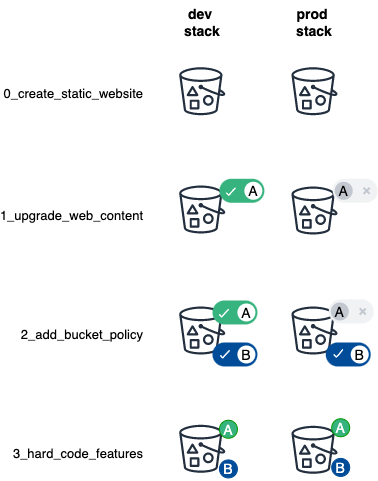 dev prod
stack stack
0_create_static_website
A A
1_upgrade_web_content
A A
2_add_bucket_policy
B B
A A
3_hard_code_features
B B